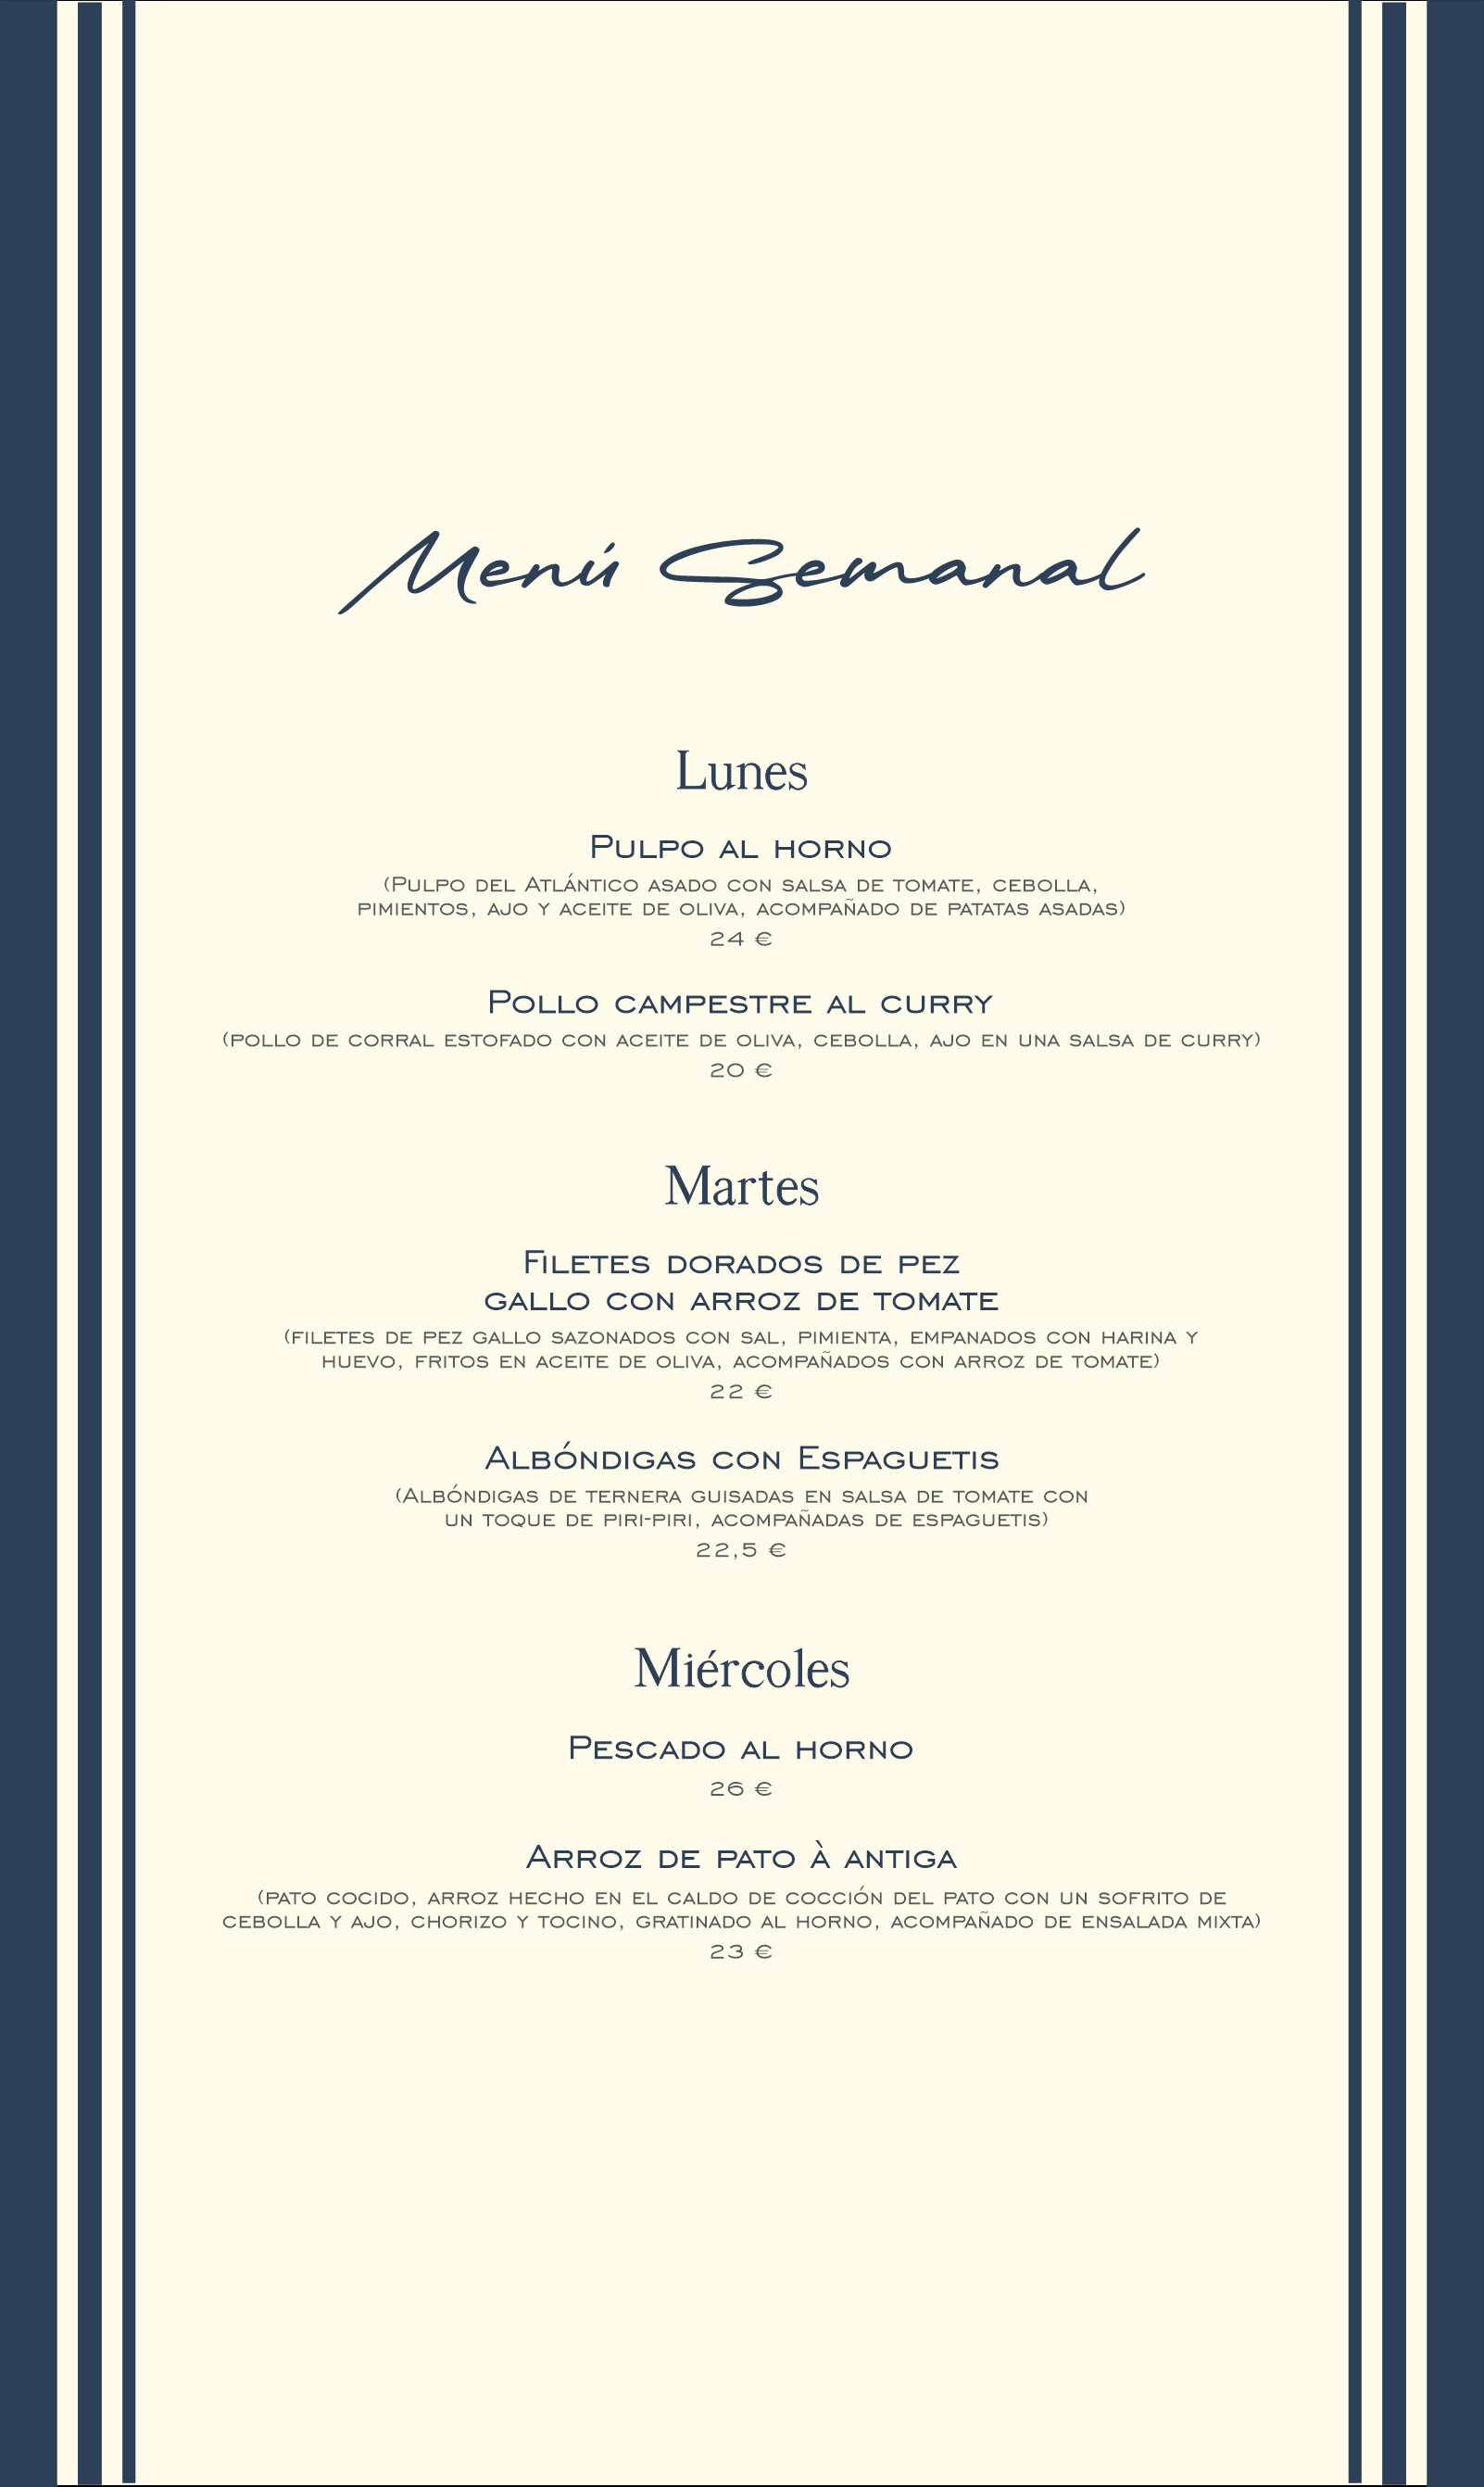 Menú Semanal
Lunes
Pulpo al horno
(Pulpo del Atlántico asado con salsa de tomate, cebolla,
pimientos, ajo y aceite de oliva, acompañado de patatas asadas)
24 €
Pollo campestre al curry
(pollo de corral estofado con aceite de oliva, cebolla, ajo en una salsa de curry)
20 €
Martes
Filetes dorados de pez
gallo con arroz de tomate
(filetes de pez gallo sazonados con sal, pimienta, empanados con harina y
huevo, fritos en aceite de oliva, acompañados con arroz de tomate)
22 €
Albóndigas con Espaguetis
(Albóndigas de ternera guisadas en salsa de tomate con
un toque de piri-piri, acompañadas de espaguetis)
22,5 €
Miércoles
Pescado al horno
26 €
Arroz de pato à antiga
(pato cocido, arroz hecho en el caldo de cocción del pato con un sofrito de
cebolla y ajo, chorizo y tocino, gratinado al horno, acompañado de ensalada mixta)
23 €